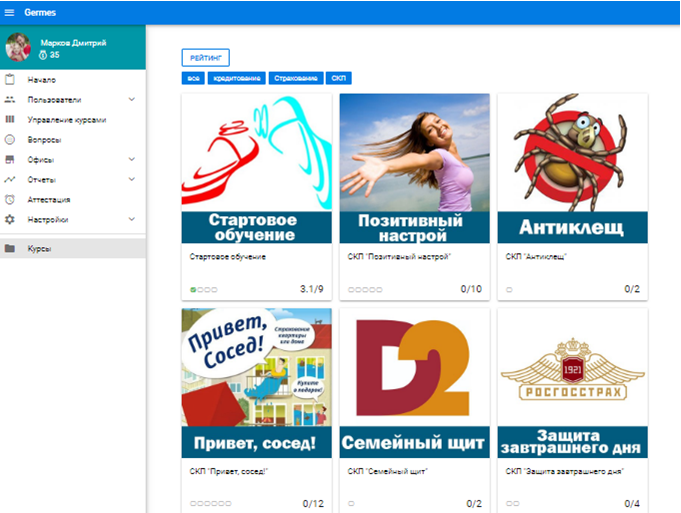 Germes
Марков Дмитрий
35
Начало
Пользователи
Управление курсами
Вопросы
Офисы
Отчеты
Аттестация
Настройки
Курсы
РЕЙТИНГ
все кредитование Страхование СКП
Стартовое
обучение
Стартовое обучение
3.1/9
Позитивный
настрой
СКП "Позитивный настрой"
0/10
Антиклещ
СКП "Антиклещ"
0/2
Привет,
Сосед!
Страхование
квартиры
или дома
Купите
в подарок!
Привет, сосед!
СКП "Привет, сосед!"
0/12
D2
Семейный щит
СКП "Семейный щит"
0/2
1921
РОСГОССТРАХ
Защита
завтрашнего дня
СКП "Защита завтрашнего дня"
0/4